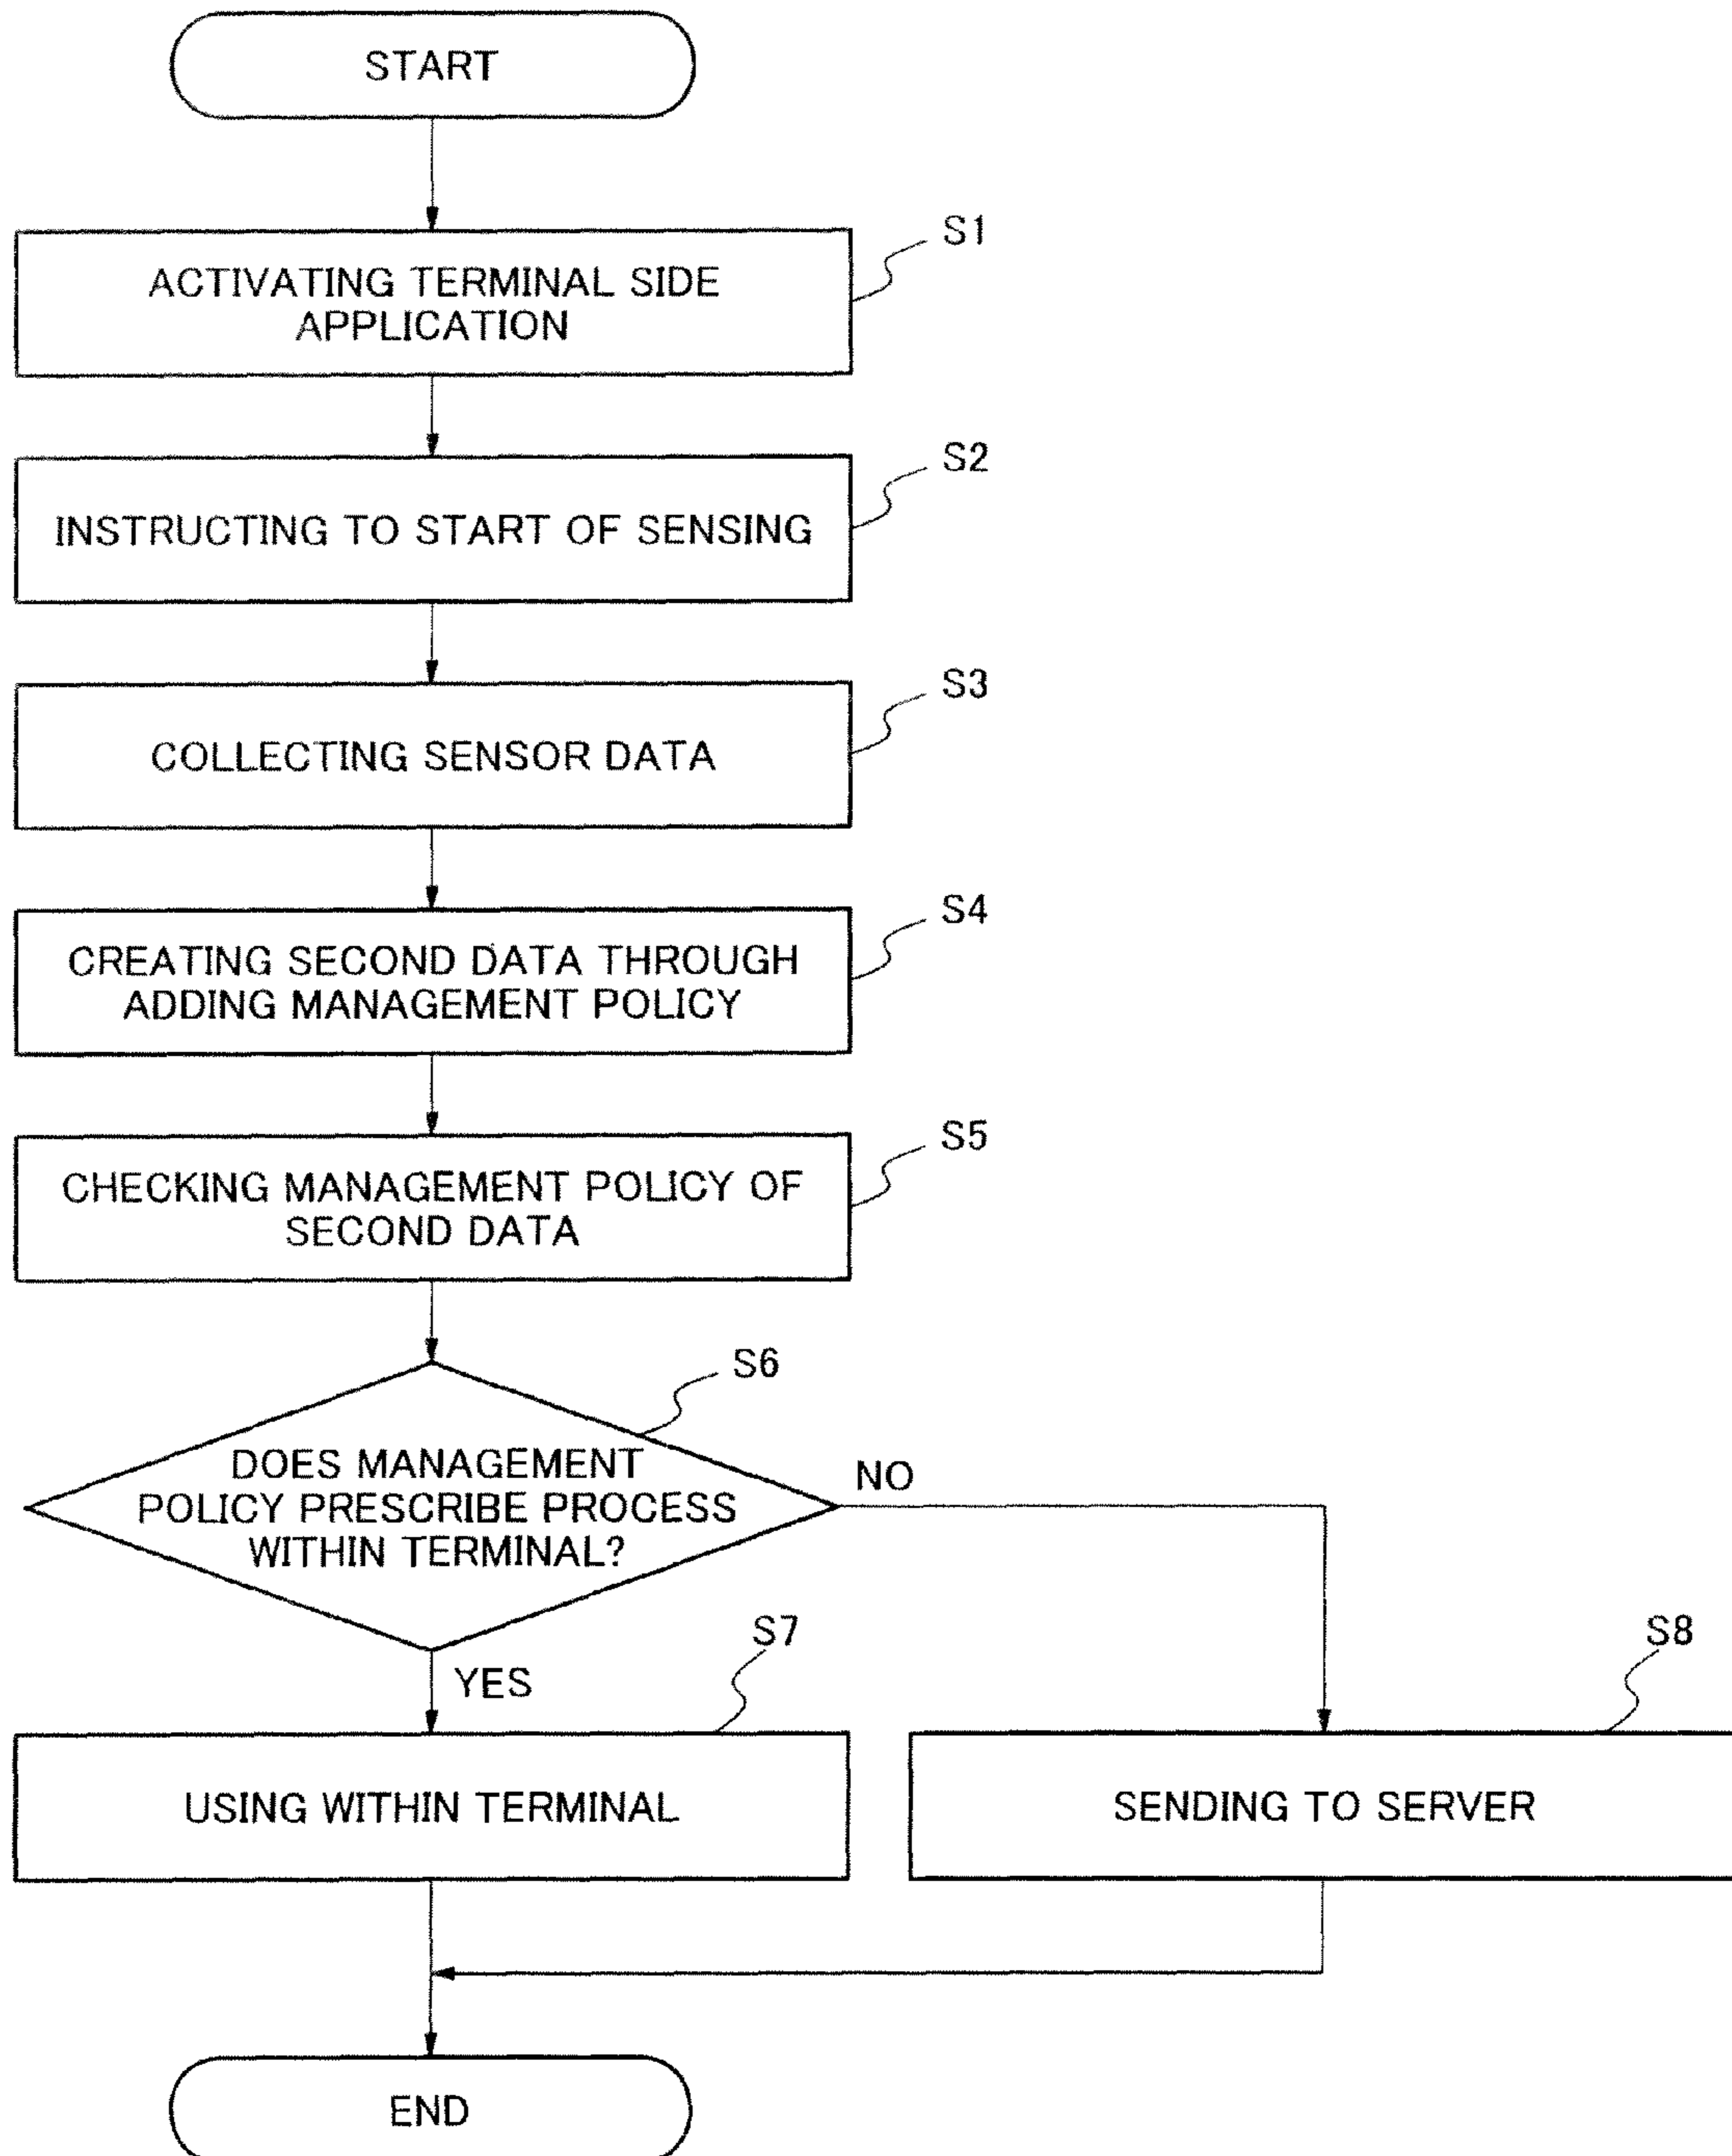 START
S1
ACTIVATING TERMINAL SIDE
APPLICATION
S2
INSTRUCTING TO START OF SENSING
S3
COLLECTING SENSOR DATA
S4
CREATING SECOND DATA THROUGH
ADDING MANAGEMENT POLICY
S5
CHECKING MANAGEMENT POLICY OF
SECOND DATA
S6
DOES MANAGEMENT
POLICY PRESCRIBE PROCESS
WITHIN TERMINAL?
NO
YES
S7
S8
USING WITHIN TERMINAL
SENDING TO SERVER
END